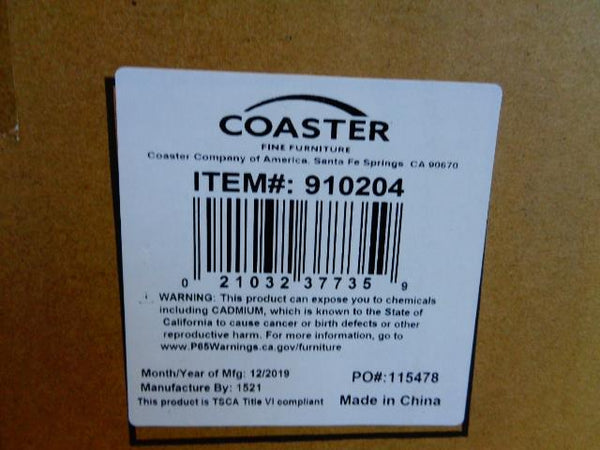 COASTER
FINE FURNITURE
Coaster Company of America. Santa Fe Springs CA 90670
ITEM#: 910204
0 21032 37735 9
WARNING: This product can expose you to chemicals
including CADMIUM, which is known to the State of
California to cause cancer or birth defects or other
reproductive harm. For more information, go to
www.P65Warnings.ca.gov/furniture
Month/Year of Mfg: 12/2019
Manufacture By: 1521
PO#:115478
This product is TSCA Title VI compliant
Made in China